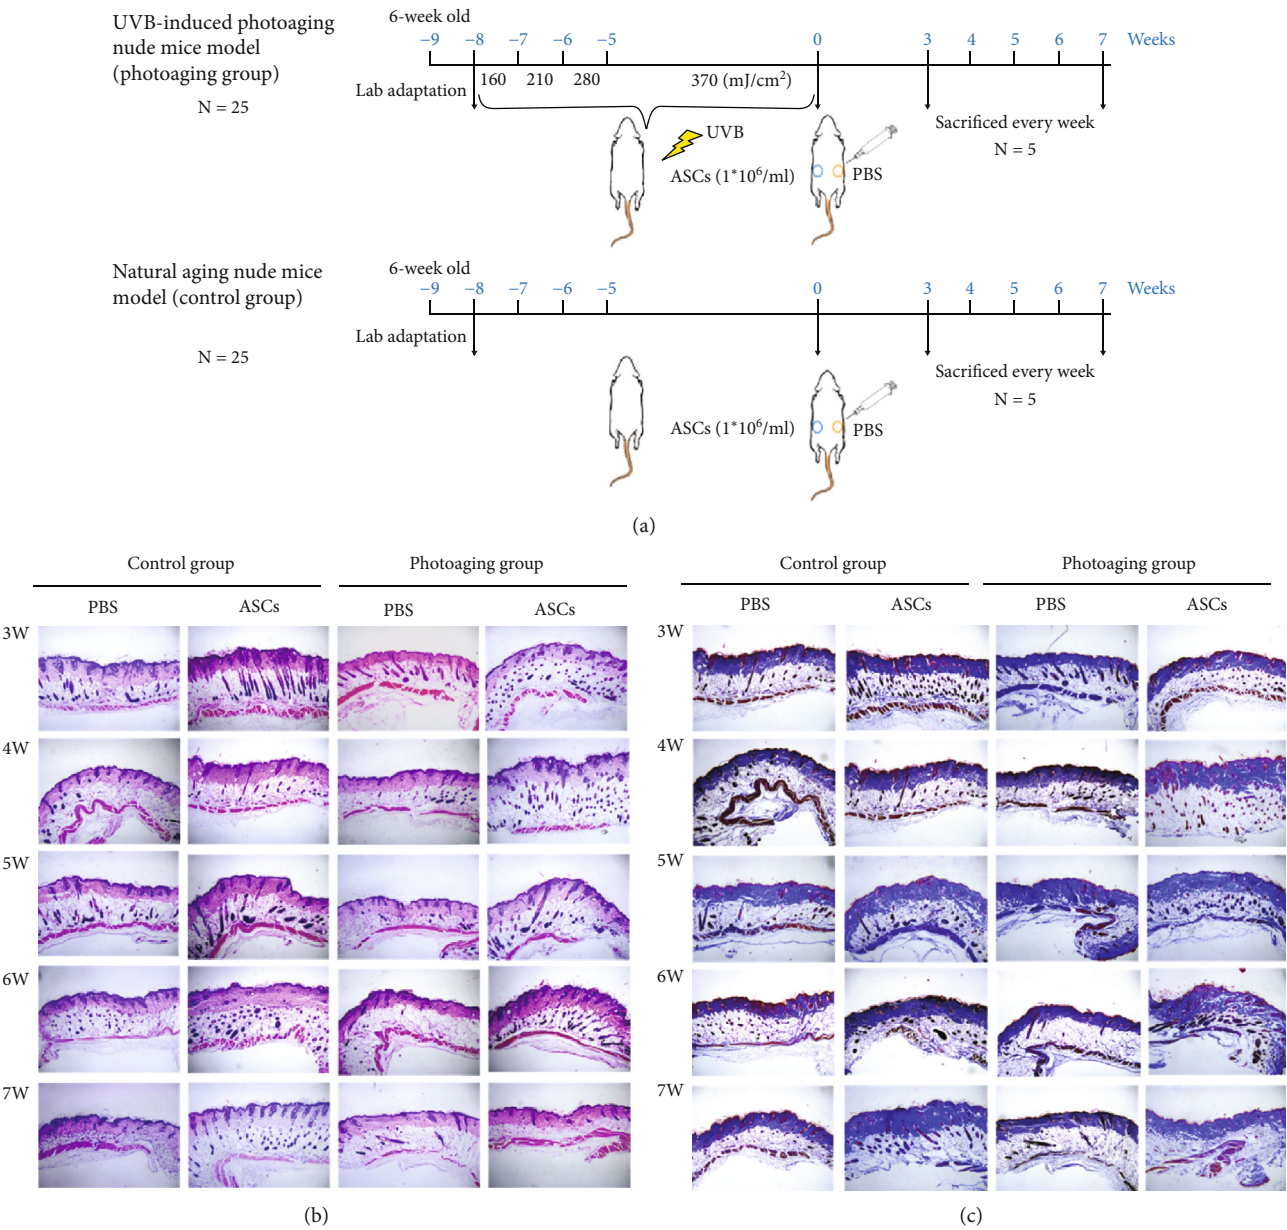 UVB-induced photoaging
nude mice model
(photoaging group)
N = 25
6-week old
−9 −8 −7 −6 −5 0 3 4 5 6 7 Weeks
160 210 280 370 (mJ/cm²)
Lab adaptation
UVB
ASCs (1*10⁶/ml)
PBS
Sacrificed every week
N = 5
Natural aging nude mice
model (control group)
N = 25
6-week old
−9 −8 −7 −6 −5 0 3 4 5 6 7 Weeks
Lab adaptation
ASCs (1*10⁶/ml)
PBS
Sacrificed every week
N = 5
(a)
Control group Photoaging group
PBS ASCs PBS ASCs
3W
4W
5W
6W
7W
(b)
Control group Photoaging group
PBS ASCs PBS ASCs
3W
4W
5W
6W
7W
(c)